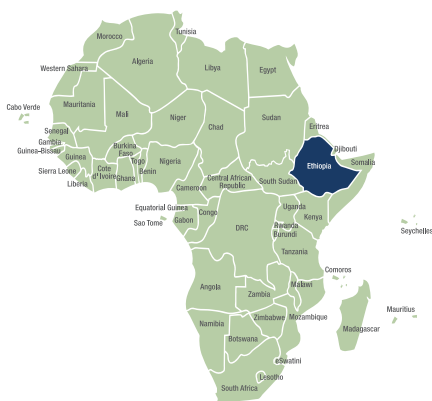 Tunisia
Morocco
Algeria
Libya
Egypt
Western Sahara
Mauritania
Mali
Niger
Chad
Sudan
Eritrea
Cabo Verde
Senegal
Gambia
Guinea-Bissau
Guinea
Sierra Leone
Liberia
Cote
d'Ivoire
Burkina
Faso
Ghana
Togo
Benin
Nigeria
Cameroon
Central African
Republic
South Sudan
Ethiopia
Djibouti
Somalia
Equatorial Guinea
Sao Tome
Gabon
Congo
DRC
Uganda
Kenya
Rwanda
Burundi
Tanzania
Seychelles
Comoros
Angola
Zambia
Malawi
Mozambique
Zimbabwe
Namibia
Botswana
Madagascar
Mauritius
eSwatini
Lesotho
South Africa